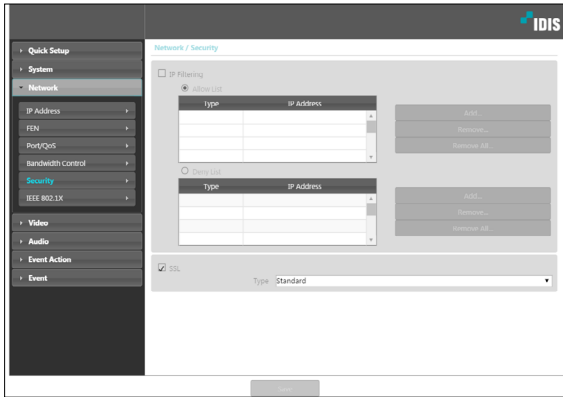 IDIS
Quick Setup
System
Network
IP Address
FEN
Port/QoS
Bandwidth Control
Security
IEEE 802.1X
Video
Audio
Event Action
Event
Network / Security
IP Filtering
Allow List
Type IP Address
Add...
Remove...
Remove All...
Deny List
Type IP Address
Add...
Remove...
Remove All...
SSL
Type Standard
Save